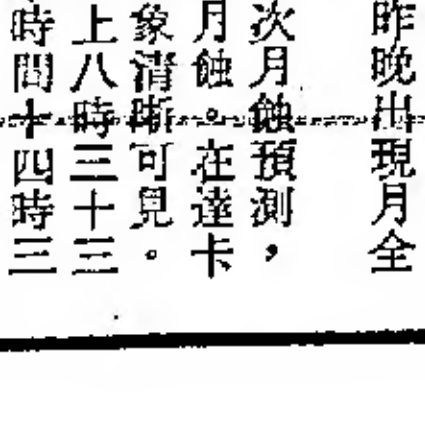 昨晚出現月全
次月蝕預測，
月蝕。在達卡
象清晰可見。
上八時三十三
時間十四時三